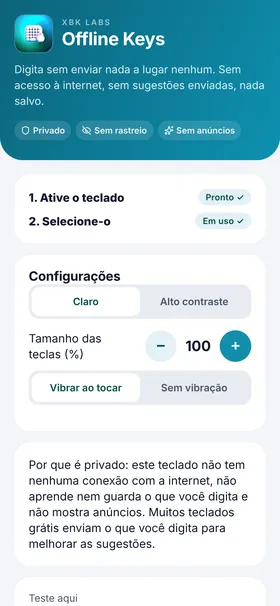 XBK LABS
Offline Keys
Digita sem enviar nada a lugar nenhum. Sem
acesso à internet, sem sugestões enviadas, nada
salvo.
Privado
Sem rastreio
Sem anúncios
1. Ative o teclado
Pronto ✓
2. Selecione-o
Em uso ✓
Configurações
Claro
Alto contraste
Tamanho das
teclas (%)
− 100 +
Vibrar ao tocar
Sem vibração
Por que é privado: este teclado não tem
nenhuma conexão com a internet, não
aprende nem guarda o que você digita e
não mostra anúncios. Muitos teclados
grátis enviam o que você digita para
melhorar as sugestões.
Teste aqui